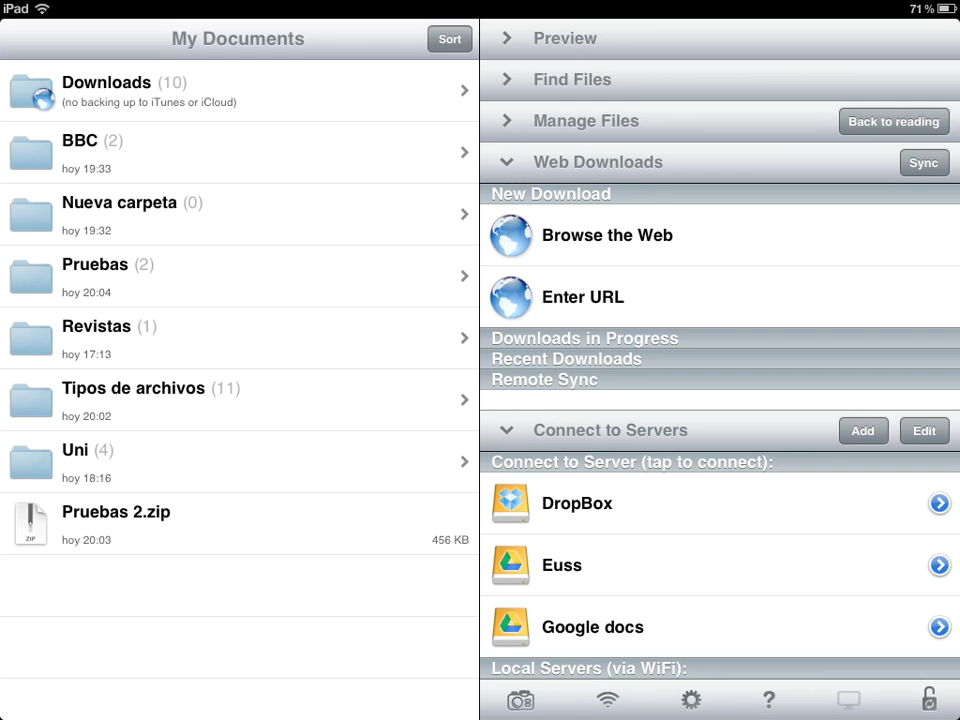 iPad
71 %
My Documents
Sort
Downloads (10)
(no backing up to iTunes or iCloud)
BBC (2)
hoy 19:33
Nueva carpeta (0)
hoy 19:32
Pruebas (2)
hoy 20:04
Revistas (1)
hoy 17:13
Tipos de archivos (11)
hoy 20:02
Uni (4)
hoy 18:16
Pruebas 2.zip
ZIP
hoy 20:03
456 KB
Preview
Find Files
Manage Files
Back to reading
Web Downloads
Sync
New Download
Browse the Web
Enter URL
Downloads in Progress
Recent Downloads
Remote Sync
Connect to Servers
Add
Edit
Connect to Server (tap to connect):
DropBox
Euss
Google docs
Local Servers (via WiFi):
?